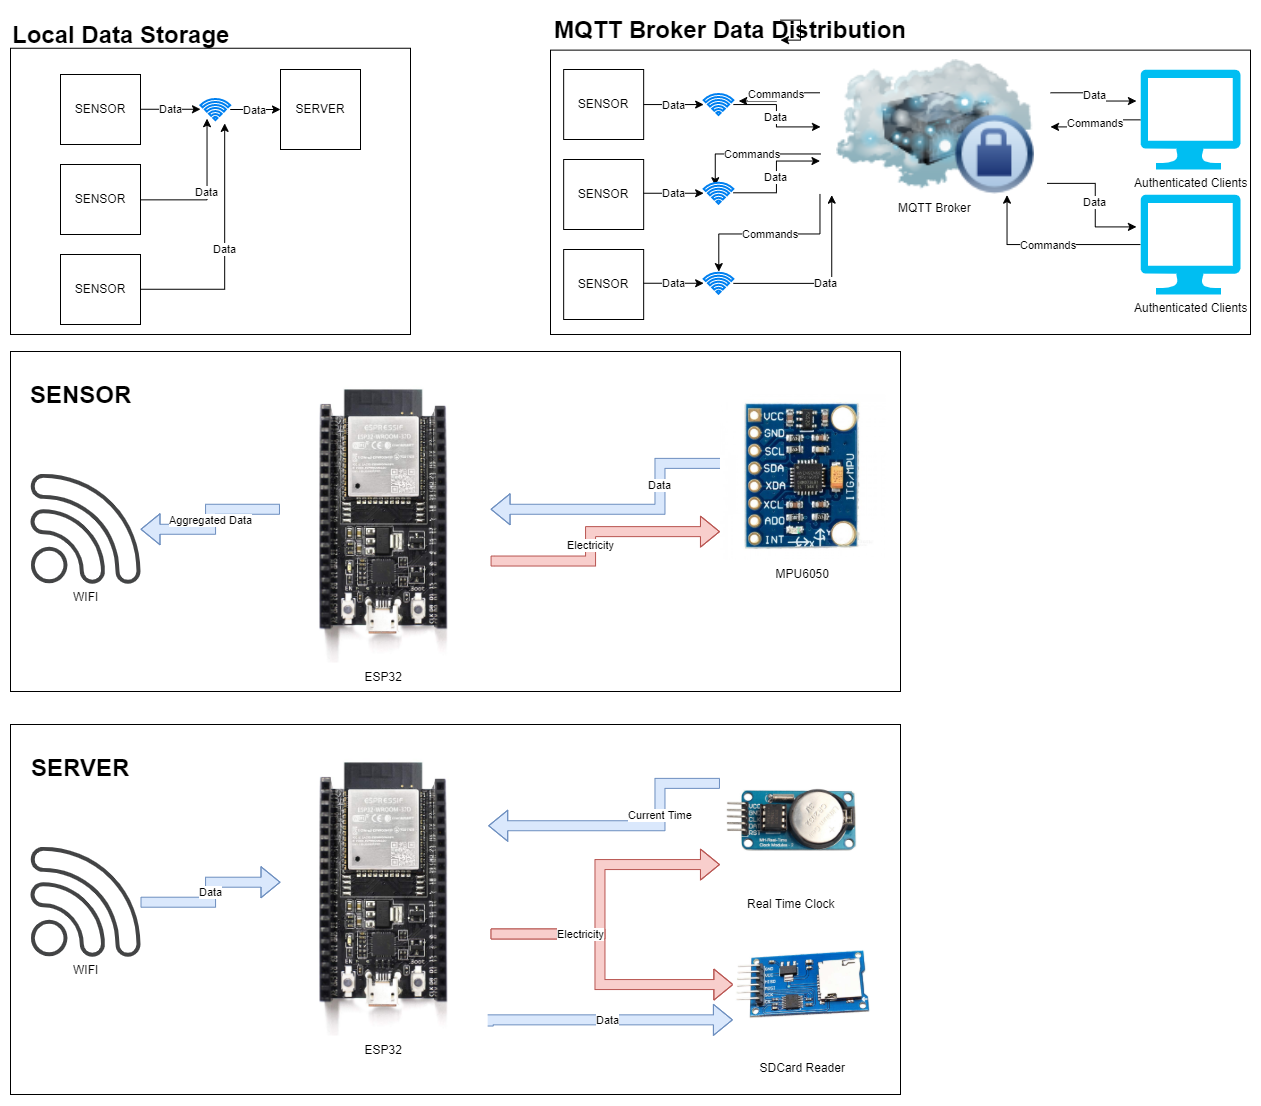 Local Data Storage
SENSOR
Data
Data
SERVER
SENSOR
Data
SENSOR
Data
MQTT Broker Data Distribution
SENSOR
Data
Commands
Data
SENSOR
Data
Commands
Data
SENSOR
Data
Commands
Data
MQTT Broker
Data
Commands
Authenticated Clients
Data
Commands
Authenticated Clients
SENSOR
WIFI
Aggregated Data
ESPRESSIF
ESP32
Data
Electricity
VCC
GND
SCL
SDA
XDA
XCL
ADO
INT
ITG/MPU
MPU6050
SERVER
WIFI
Data
ESPRESSIF
ESP32
Current Time
Electricity
Data
Real Time Clock
SDCard Reader